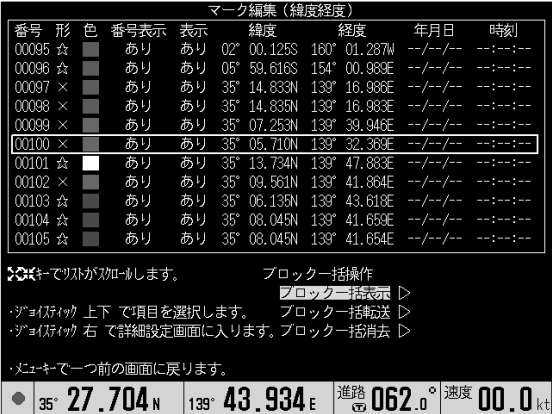 マーク編集（緯度経度）
番号 形 色 番号表示 表示 緯度 経度 年月日 時刻
00095 ☆ あり あり 02° 00.125S 160° 01.287W --/--/-- --:--:--
00096 ☆ あり あり 05° 59.616S 154° 00.989E --/--/-- --:--:--
00097 × あり あり 35° 14.833N 139° 16.986E --/--/-- --:--:--
00098 × あり あり 35° 14.835N 139° 16.983E --/--/-- --:--:--
00099 × あり あり 35° 07.253N 139° 39.946E --/--/-- --:--:--
00100 × あり あり 35° 05.710N 139° 32.369E --/--/-- --:--:--
00101 ☆ あり あり 35° 13.734N 139° 47.883E --/--/-- --:--:--
00102 × あり あり 35° 09.561N 139° 41.864E --/--/-- --:--:--
00103 ☆ あり あり 35° 06.135N 139° 43.618E --/--/-- --:--:--
00104 ☆ あり あり 35° 08.045N 139° 41.659E --/--/-- --:--:--
00105 ☆ あり あり 35° 08.045N 139° 41.654E --/--/-- --:--:--
キーでリストがスクロールします。 ブロック一括操作
ブロック一括表示 ▷
・ジョイスティック 上下 で項目を選択します。 ブロック一括転送 ▷
・ジョイスティック 右 で詳細設定画面に入ります。ブロック一括消去 ▷
・メニューキーで一つ前の画面に戻ります。
35° 27.704 N 139° 43.934 E 進路 062.0° 速度 00.0 kt